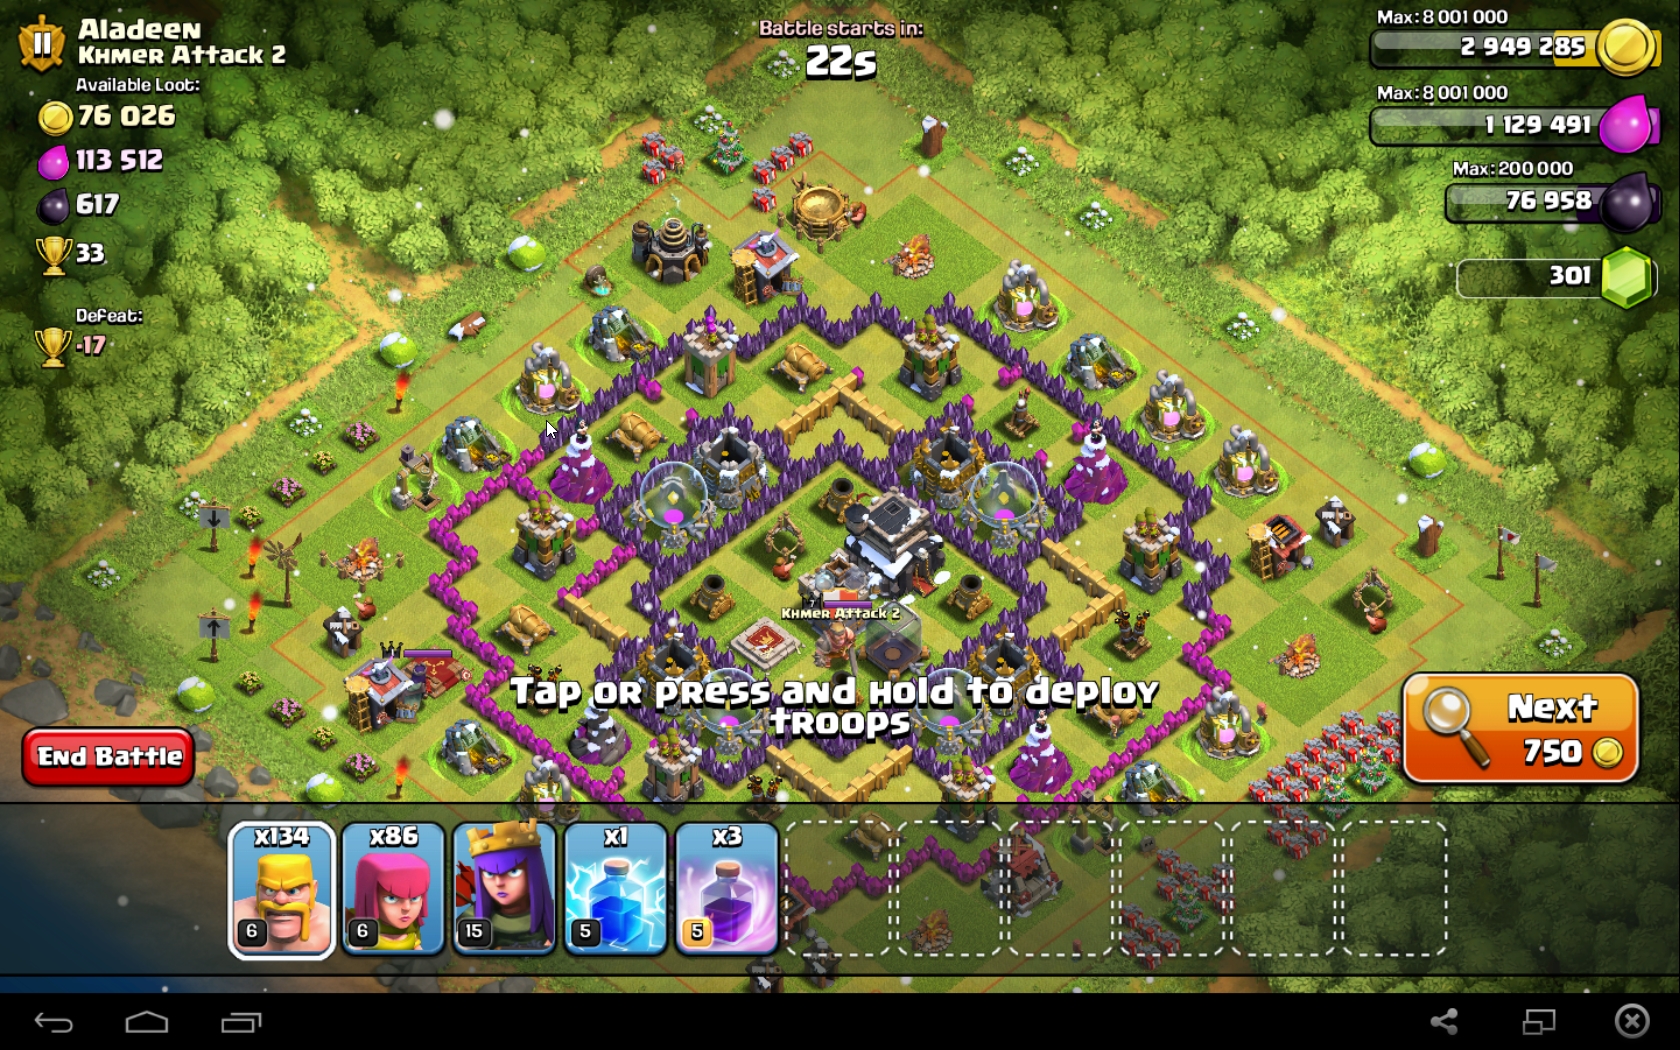 Aladeen
Khmer Attack 2
Available Loot:
76 026
113 512
617
33
Defeat:
-17
Battle starts in:
22s
Max: 8 001 000
2 949 285
Max: 8 001 000
1 129 491
Max: 200 000
76 958
301
Khmer Attack 2
Tap or press and hold to deploy
troops
End Battle
Next
750
x134
x86
x1
x3
6
6
15
5
5